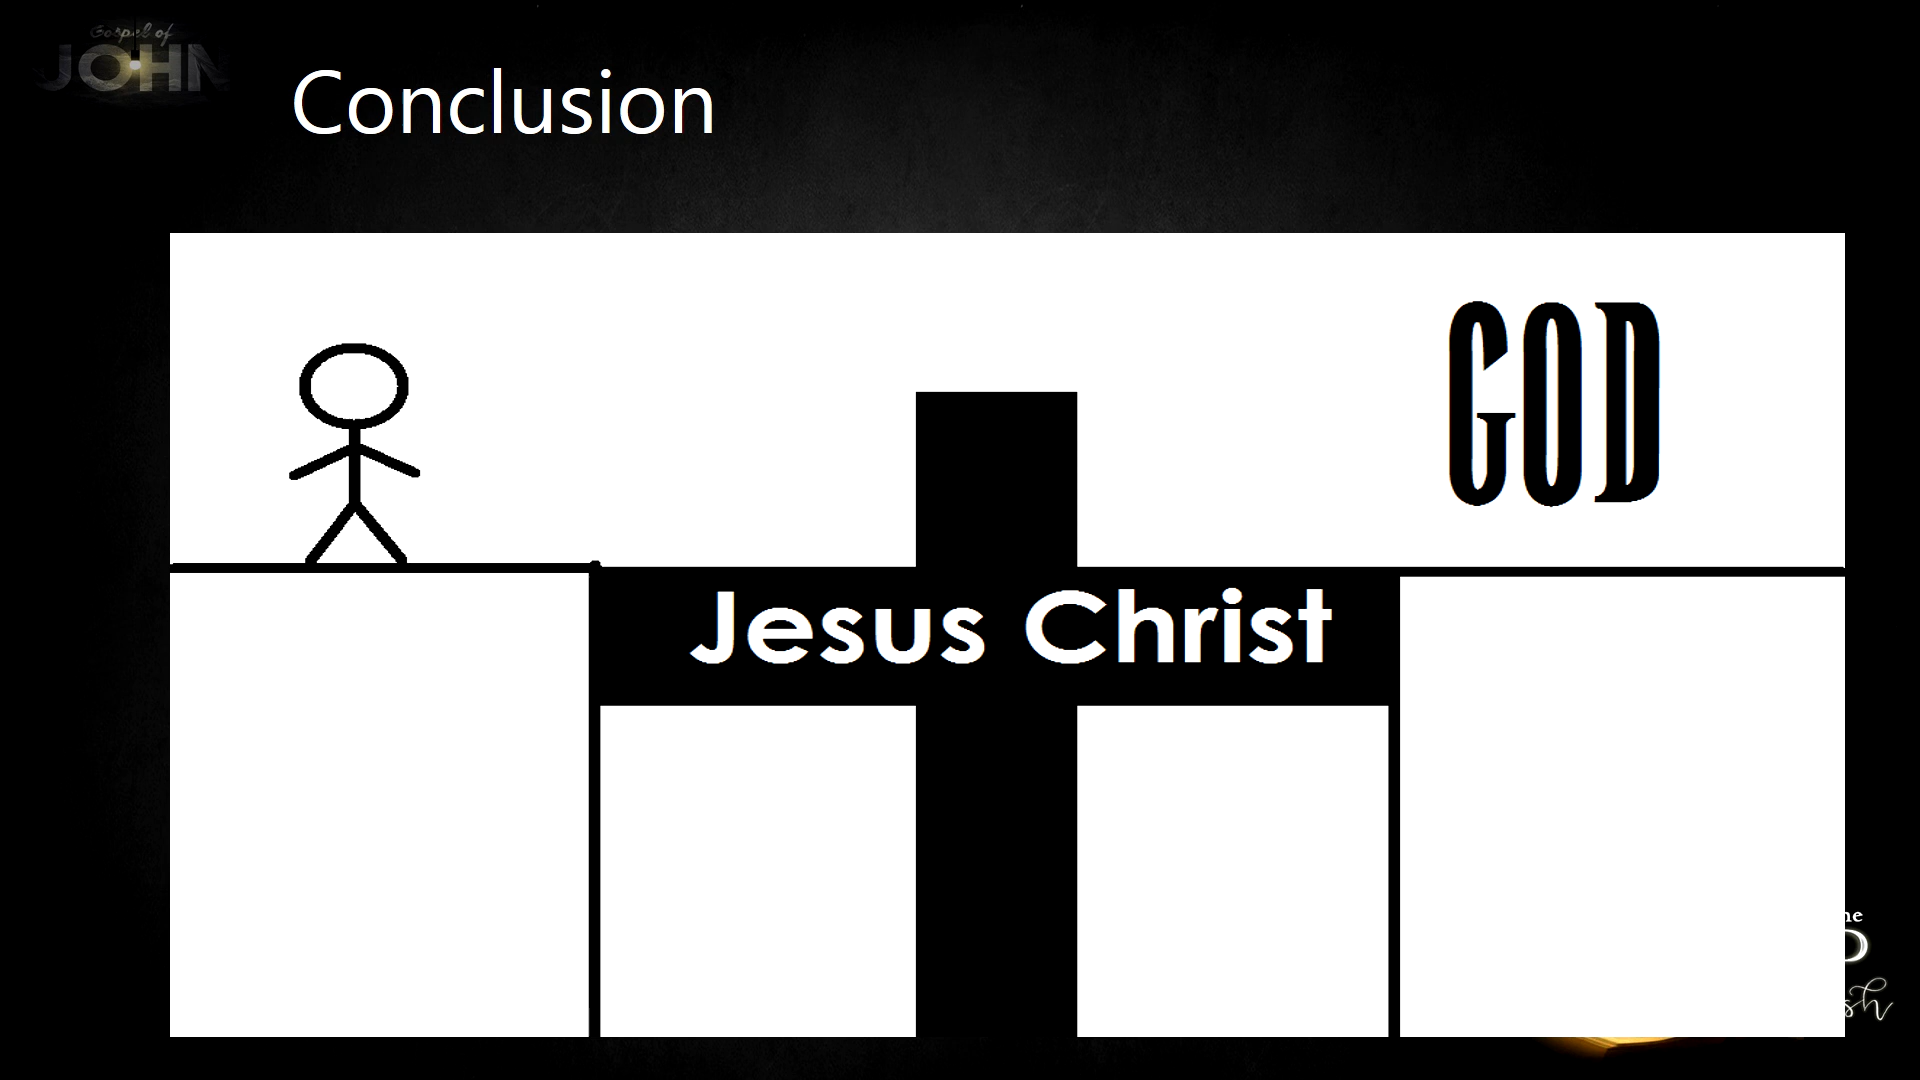 Gospel of
JOHN
Conclusion
GOD
Jesus Christ